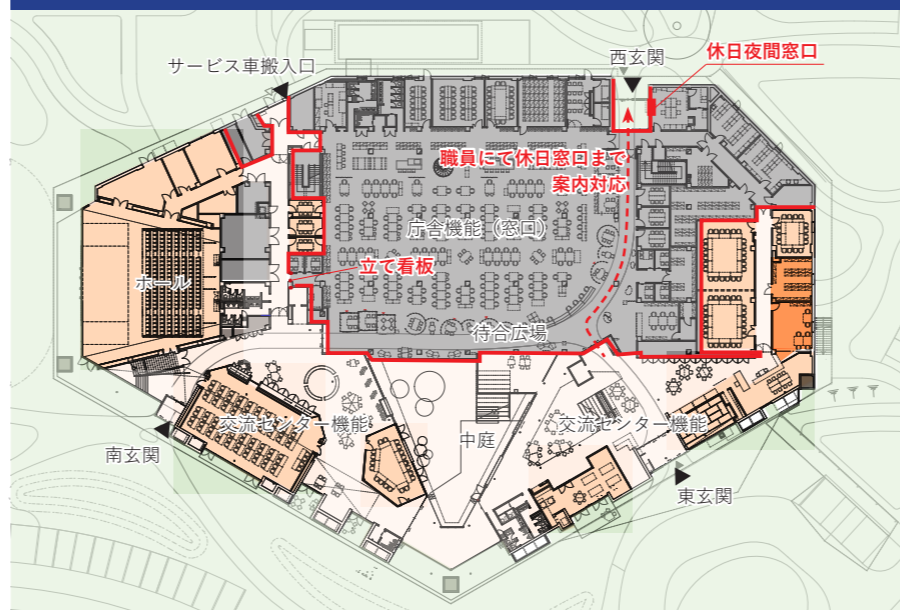 サービス車搬入口
西玄関
休日夜間窓口
職員にて休日窓口まで
案内対応
庁舎機能（窓口）
立て看板
ホール
待合広場
交流センター機能
中庭
交流センター機能
南玄関
東玄関